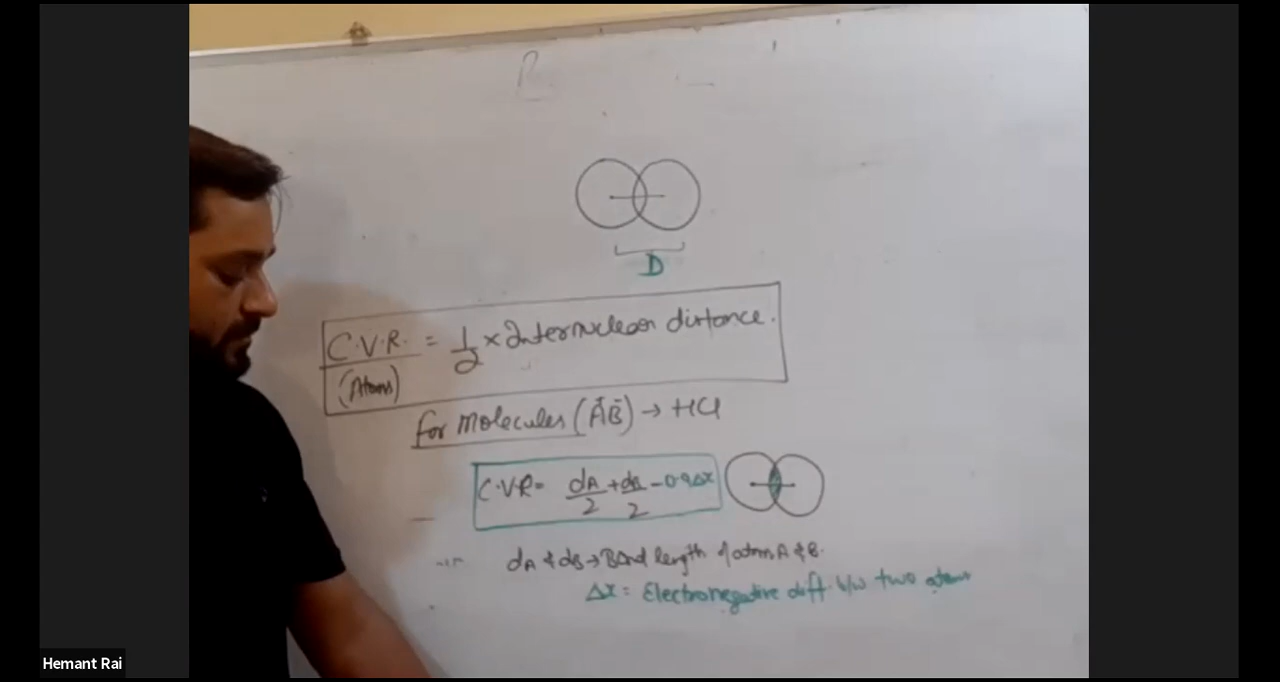 D
C.V.R. = 1/2 × Internuclear distance.
(Atoms)
for molecules (AB) → HCl
C.V.R = dA/2 + dB/2 - 0.9Δx
dA & dB → Bond length of atoms A & B.
Δx : Electronegative diff. b/w two atoms
Hemant Rai